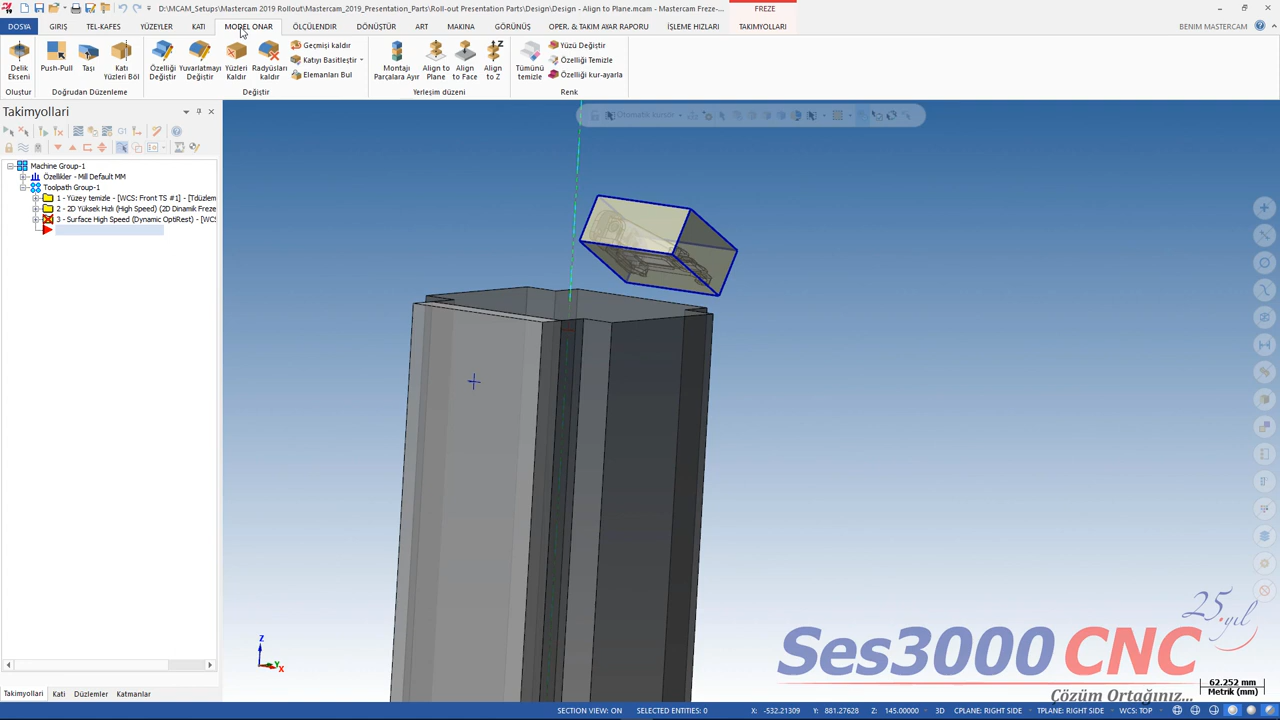 D:\MCAM_Setups\Mastercam 2019 Rollout\Mastercam_2019_Presentation_Parts\Roll-out Presentation Parts\Design\Design - Align to Plane.mcam - Mastercam Freze-...
FREZE
DOSYA
GIRIŞ
TEL-KAFES
YÜZEYLER
KATI
MODEL ONAR
ÖLÇÜLENDIR
DÖNÜŞTÜR
ART
MAKINA
GÖRÜNÜŞ
OPER. & TAKIM AYAR RAPORU
İŞLEME HIZLARI
TAKIMYOLLARI
BENIM MASTERCAM
Delik Ekseni
Push-Pull
Taşı
Katı Yüzleri Böl
Özelliği Değiştir
Yuvarlatmayı Değiştir
Yüzleri Kaldır
Radyüsları kaldır
Geçmişi kaldır
Katıyı Basitleştir
Elemanları Bul
Montajı Parçalara Ayır
Align to Plane
Align to Face
Align to Z
Tümünü temizle
Yüzü Değiştir
Özelliği Temizle
Özelliği kur-ayarla
Oluştur
Doğrudan Düzenleme
Değiştir
Yerleşim düzeni
Renk
Takimyollari
Otomatik kürsör
Machine Group-1
Özellikler - Mill Default MM
Toolpath Group-1
1 - Yüzey temizle - [WCS: Front TS #1] - [Tdüzlem
2 - 2D Yüksek Hızlı (High Speed) (2D Dinamik Freze
3 - Surface High Speed (Dynamic OptiRest) - [WCS
Z
Y
X
25.yıl
Ses3000 CNC
Çözüm Ortağınız...
62.252 mm
Metrik (mm)
Takimyollari
Kati
Düzlemler
Katmanlar
SECTION VIEW: ON
SELECTED ENTITIES: 0
X: -532.21309
Y: 881.27628
Z: 145.00000
3D
CPLANE: RIGHT SIDE
TPLANE: RIGHT SIDE
WCS: TOP